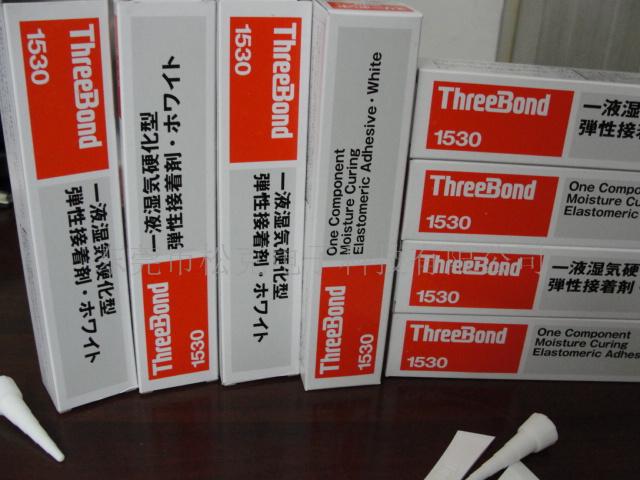 ThreeBond
1530
一液湿気硬化型
弾性接着剤・ホワイト
一液湿気硬化型
弾性接着剤・ホワイト
ThreeBond
1530
ThreeBond
1530
一液湿気硬化型
弾性接着剤・ホワイト
One Component
Moisture Curing
Elastomeric Adhesive・White
ThreeBond
1530
ThreeBond
1530
一液湿
弾性接着
ThreeBond
1530
One Component
Moisture Cu
Elastomeric
ThreeBond
1530
一液湿気硬
弾性接着剤・
ThreeBond
1530
One Component
Moisture Curing
Elastomeric Adhes